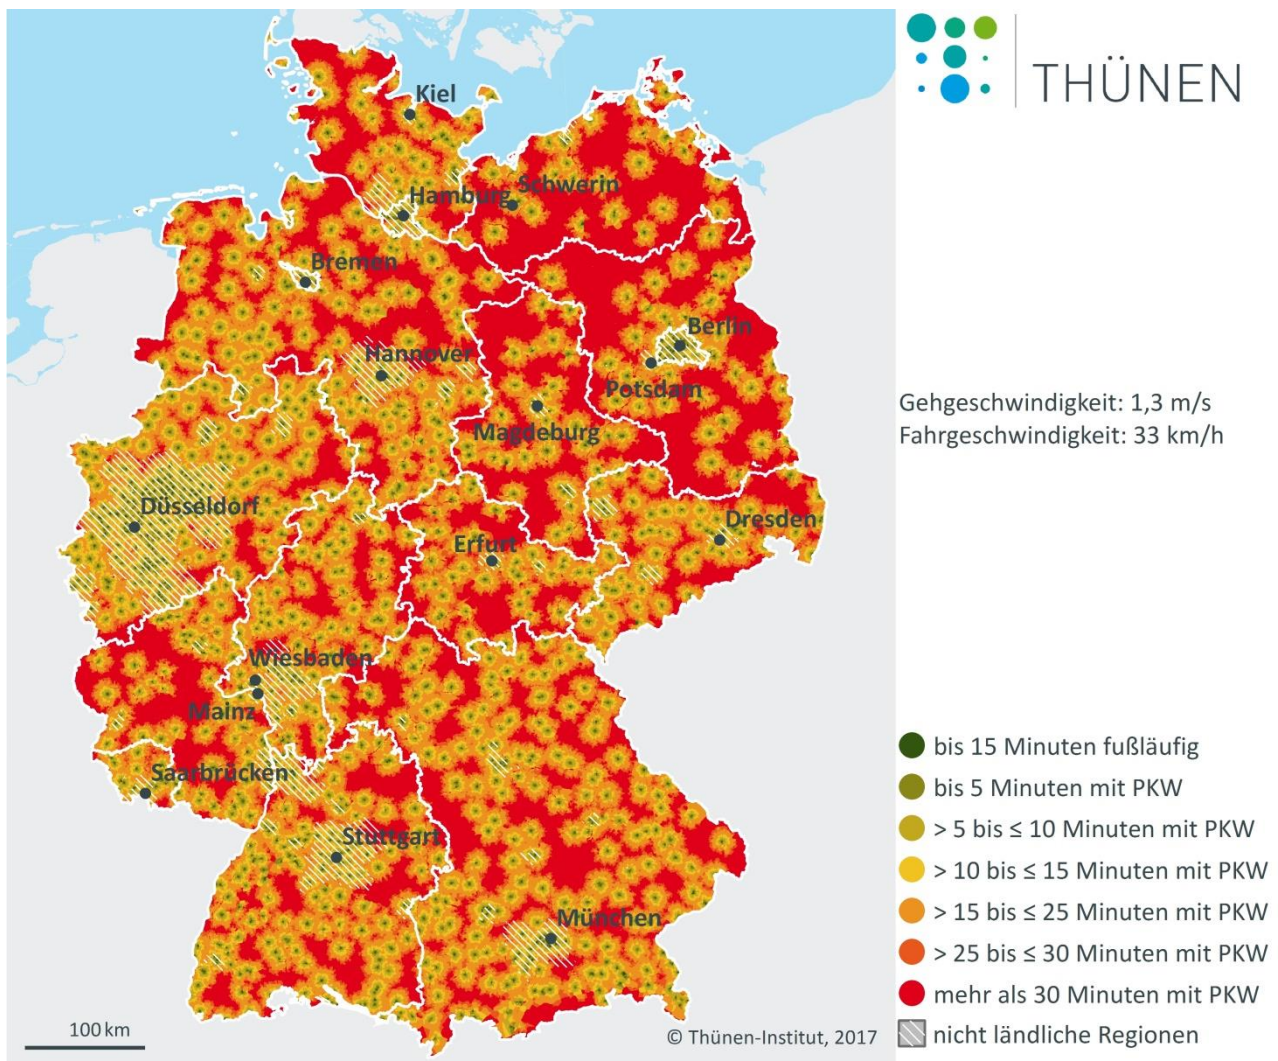 THÜNEN
Kiel
Schwerin
Hamburg
Bremen
Berlin
Hannover
Potsdam
Magdeburg
Düsseldorf
Dresden
Erfurt
Wiesbaden
Mainz
Saarbrücken
Stuttgart
München
Gehgeschwindigkeit: 1,3 m/s
Fahrgeschwindigkeit: 33 km/h
bis 15 Minuten fußläufig
bis 5 Minuten mit PKW
> 5 bis ≤ 10 Minuten mit PKW
> 10 bis ≤ 15 Minuten mit PKW
> 15 bis ≤ 25 Minuten mit PKW
> 25 bis ≤ 30 Minuten mit PKW
mehr als 30 Minuten mit PKW
nicht ländliche Regionen
100 km
© Thünen-Institut, 2017